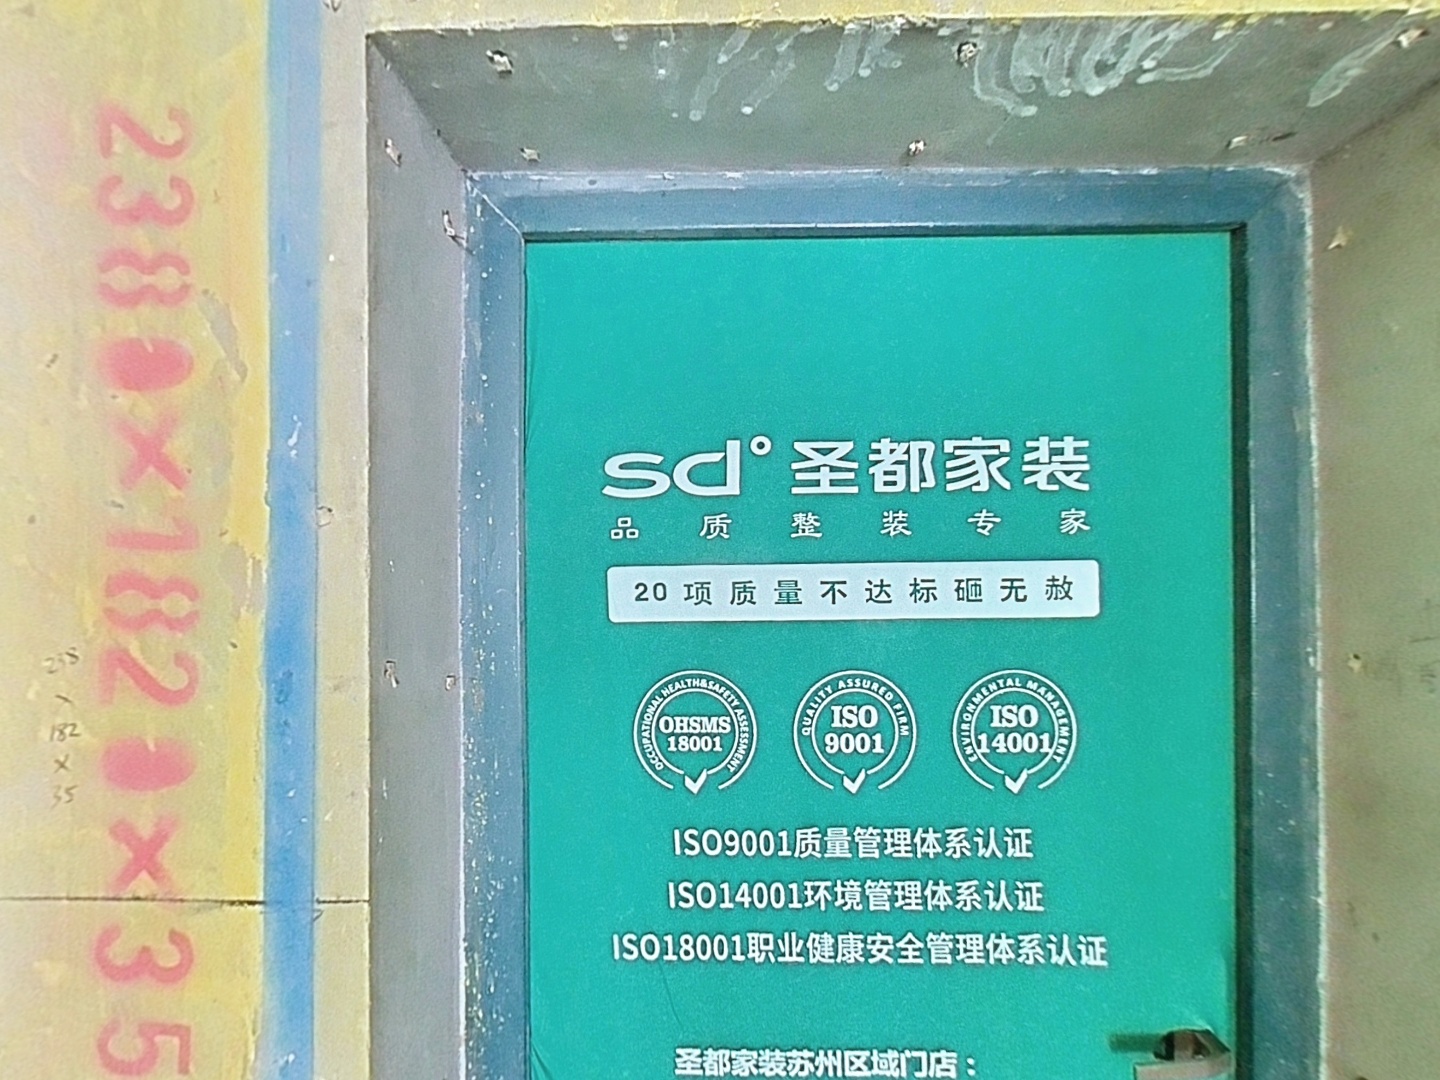 238●×182●×35
238
×
182
×
35
sd° 圣都家装
品质整装专家
20项质量不达标砸无赦
OCCUPATIONAL HEALTH&SAFETY ASSESSMENT
OHSMS
18001
QUALITY ASSURED FIRM
ISO
9001
ENVIRONMENTAL MANAGEMENT
ISO
14001
ISO9001质量管理体系认证
ISO14001环境管理体系认证
ISO18001职业健康安全管理体系认证
圣都家装苏州区域门店：